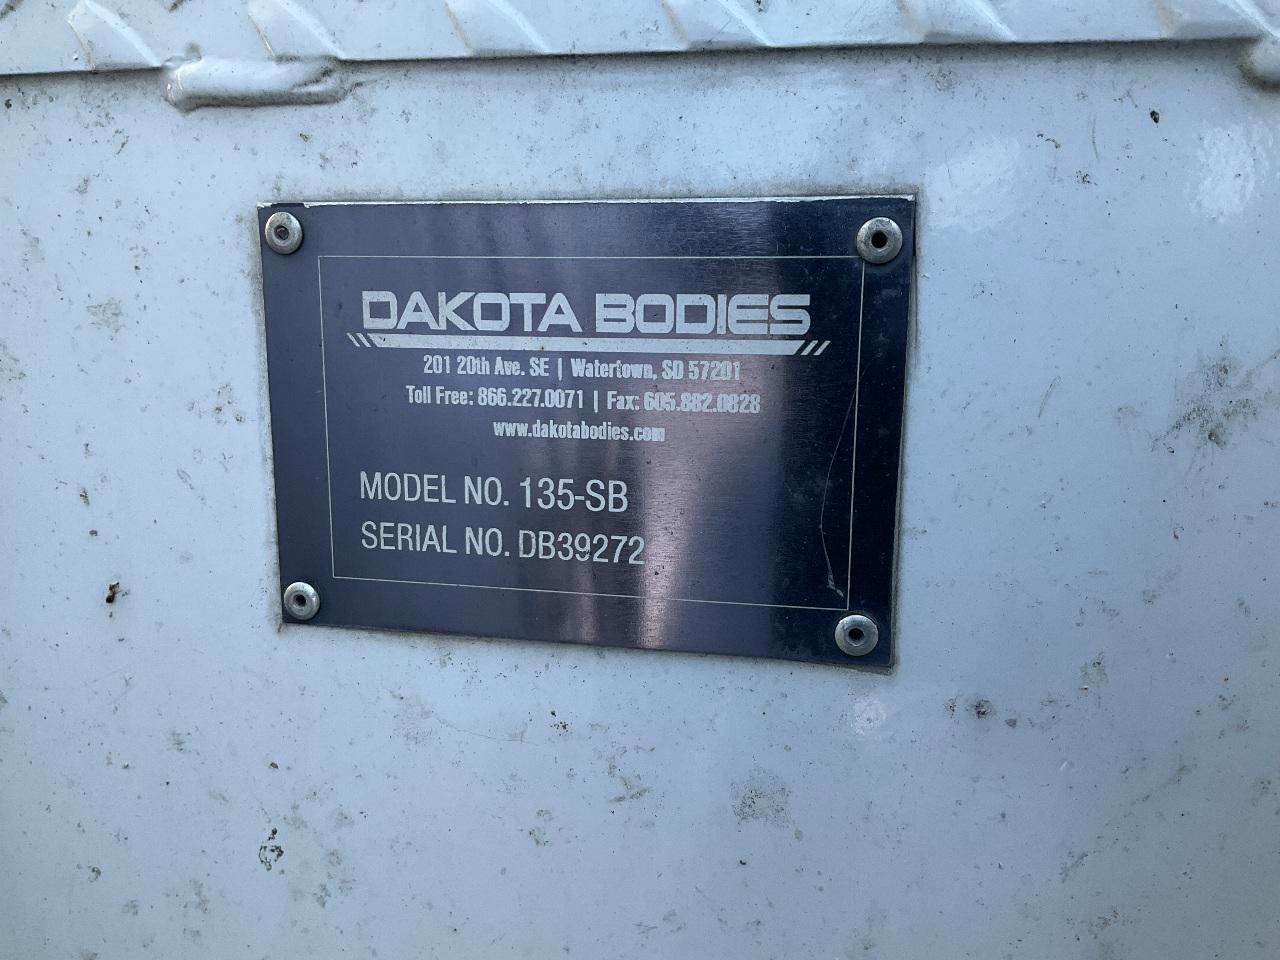 DAKOTA BODIES
201 20th Ave. SE | Watertown, SD 57201
Toll Free: 866.227.0071 | Fax: 605.882.0828
www.dakotabodies.com
MODEL NO. 135-SB
SERIAL NO. DB39272